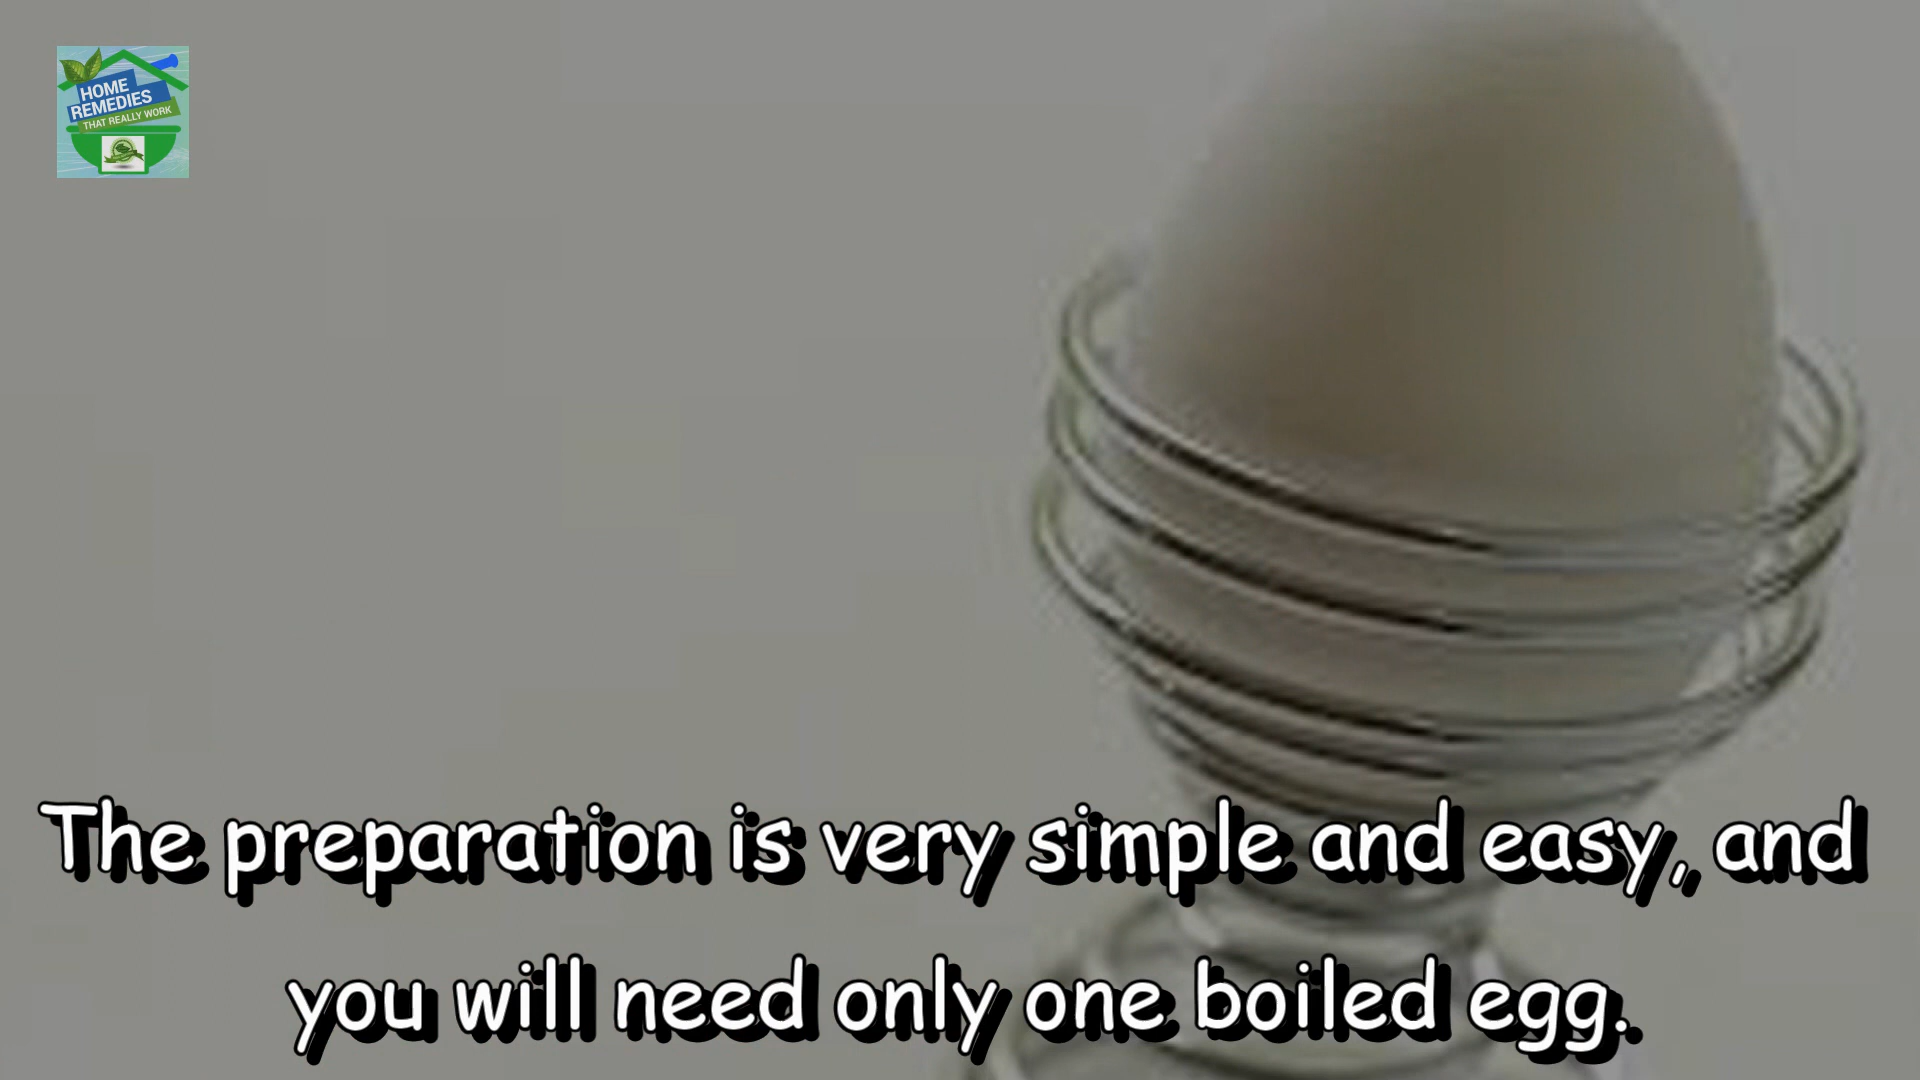 HOME
REMEDIES
THAT REALLY WORK
The preparation is very simple and easy, and
you will need only one boiled egg.